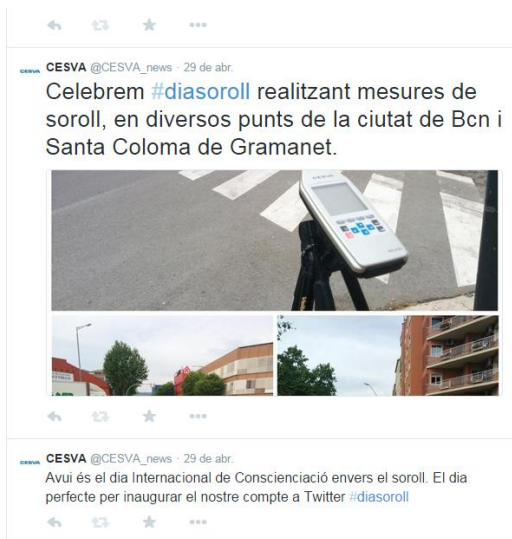 CESVA @CESVA_news · 29 de abr.
Celebrem #diasoroll realitzant mesures de
soroll, en diversos punts de la ciutat de Bcn i
Santa Coloma de Gramanet.
CESVA
CESVA @CESVA_news · 29 de abr.
Avui és el dia Internacional de Conscienciació envers el soroll. El dia
perfecte per inaugurar el nostre compte a Twitter #diasoroll